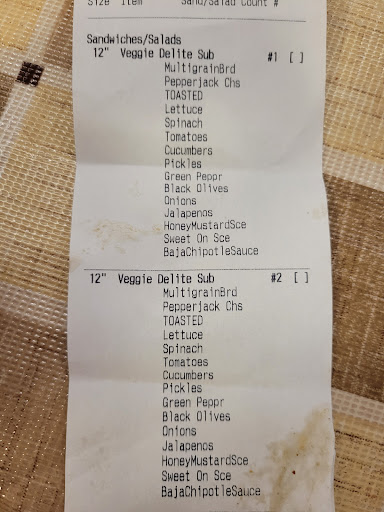 Size Item Sand/Salad Count #
Sandwiches/Salads
12" Veggie Delite Sub #1 [ ]
MultigrainBrd
Pepperjack Chs
TOASTED
Lettuce
Spinach
Tomatoes
Cucumbers
Pickles
Green Peppr
Black Olives
Onions
Jalapenos
HoneyMustardSce
Sweet On Sce
BajaChipotleSauce
12" Veggie Delite Sub #2 [ ]
MultigrainBrd
Pepperjack Chs
TOASTED
Lettuce
Spinach
Tomatoes
Cucumbers
Pickles
Green Peppr
Black Olives
Onions
Jalapenos
HoneyMustardSce
Sweet On Sce
BajaChipotleSauce